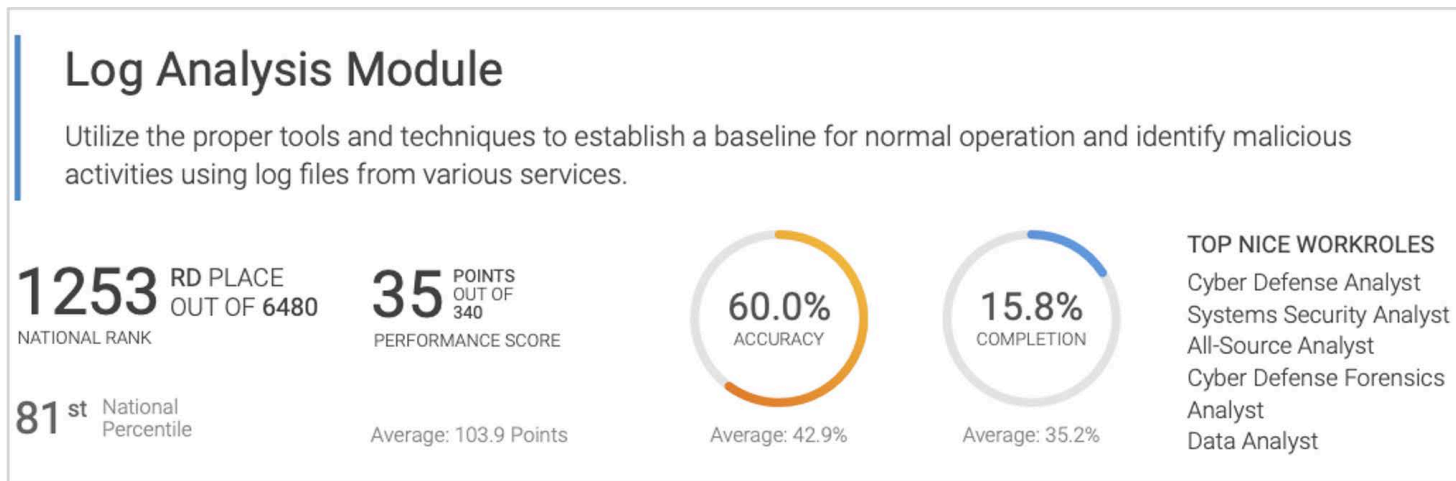 Log Analysis Module
Utilize the proper tools and techniques to establish a baseline for normal operation and identify malicious
activities using log files from various services.
1253 RD PLACE
OUT OF 6480
NATIONAL RANK
81st National
Percentile
35 POINTS
OUT OF
340
PERFORMANCE SCORE
Average: 103.9 Points
60.0%
ACCURACY
Average: 42.9%
15.8%
COMPLETION
Average: 35.2%
TOP NICE WORKROLES
Cyber Defense Analyst
Systems Security Analyst
All-Source Analyst
Cyber Defense Forensics
Analyst
Data Analyst